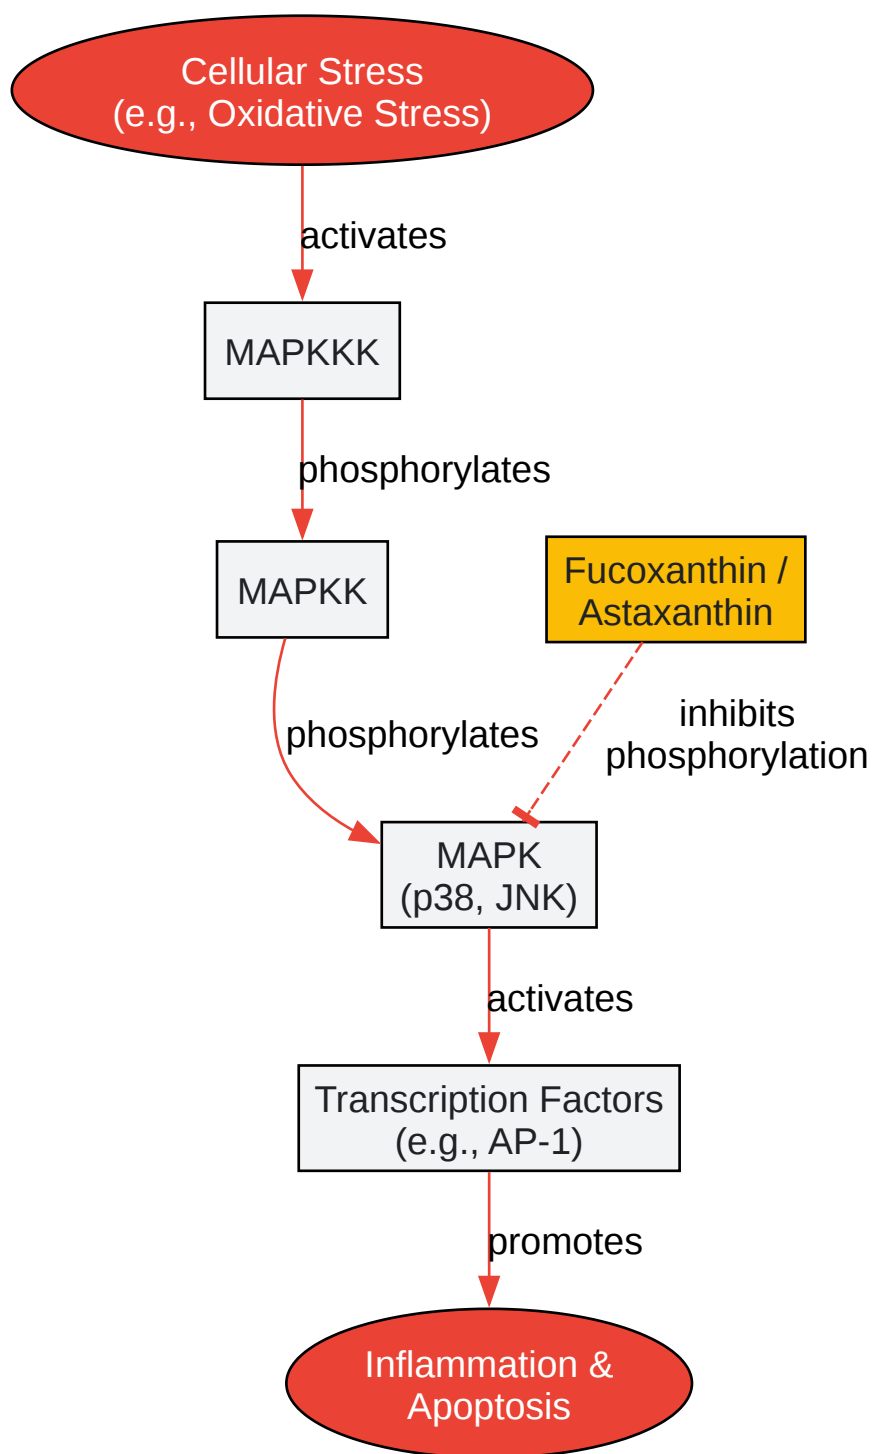 Cellular Stress
(e.g., Oxidative Stress)
activates
MAPKKK
phosphorylates
MAPKK
Fucoxanthin /
Astaxanthin
phosphorylates
inhibits
phosphorylation
MAPK
(p38, JNK)
activates
Transcription Factors
(e.g., AP-1)
promotes
Inflammation &
Apoptosis